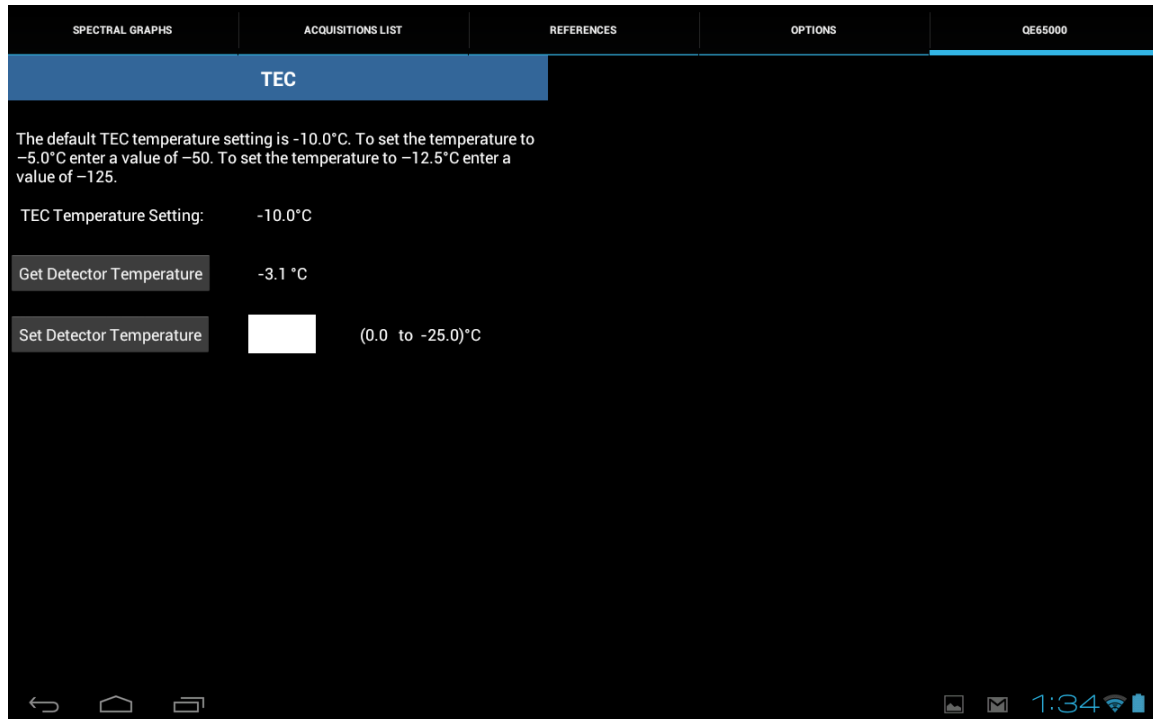 SPECTRAL GRAPHS ACQUISITIONS LIST REFERENCES OPTIONS QE65000
TEC
The default TEC temperature setting is -10.0°C. To set the temperature to
–5.0°C enter a value of –50. To set the temperature to –12.5°C enter a
value of –125.
TEC Temperature Setting: -10.0°C
Get Detector Temperature -3.1 °C
Set Detector Temperature (0.0 to -25.0)°C
1:34